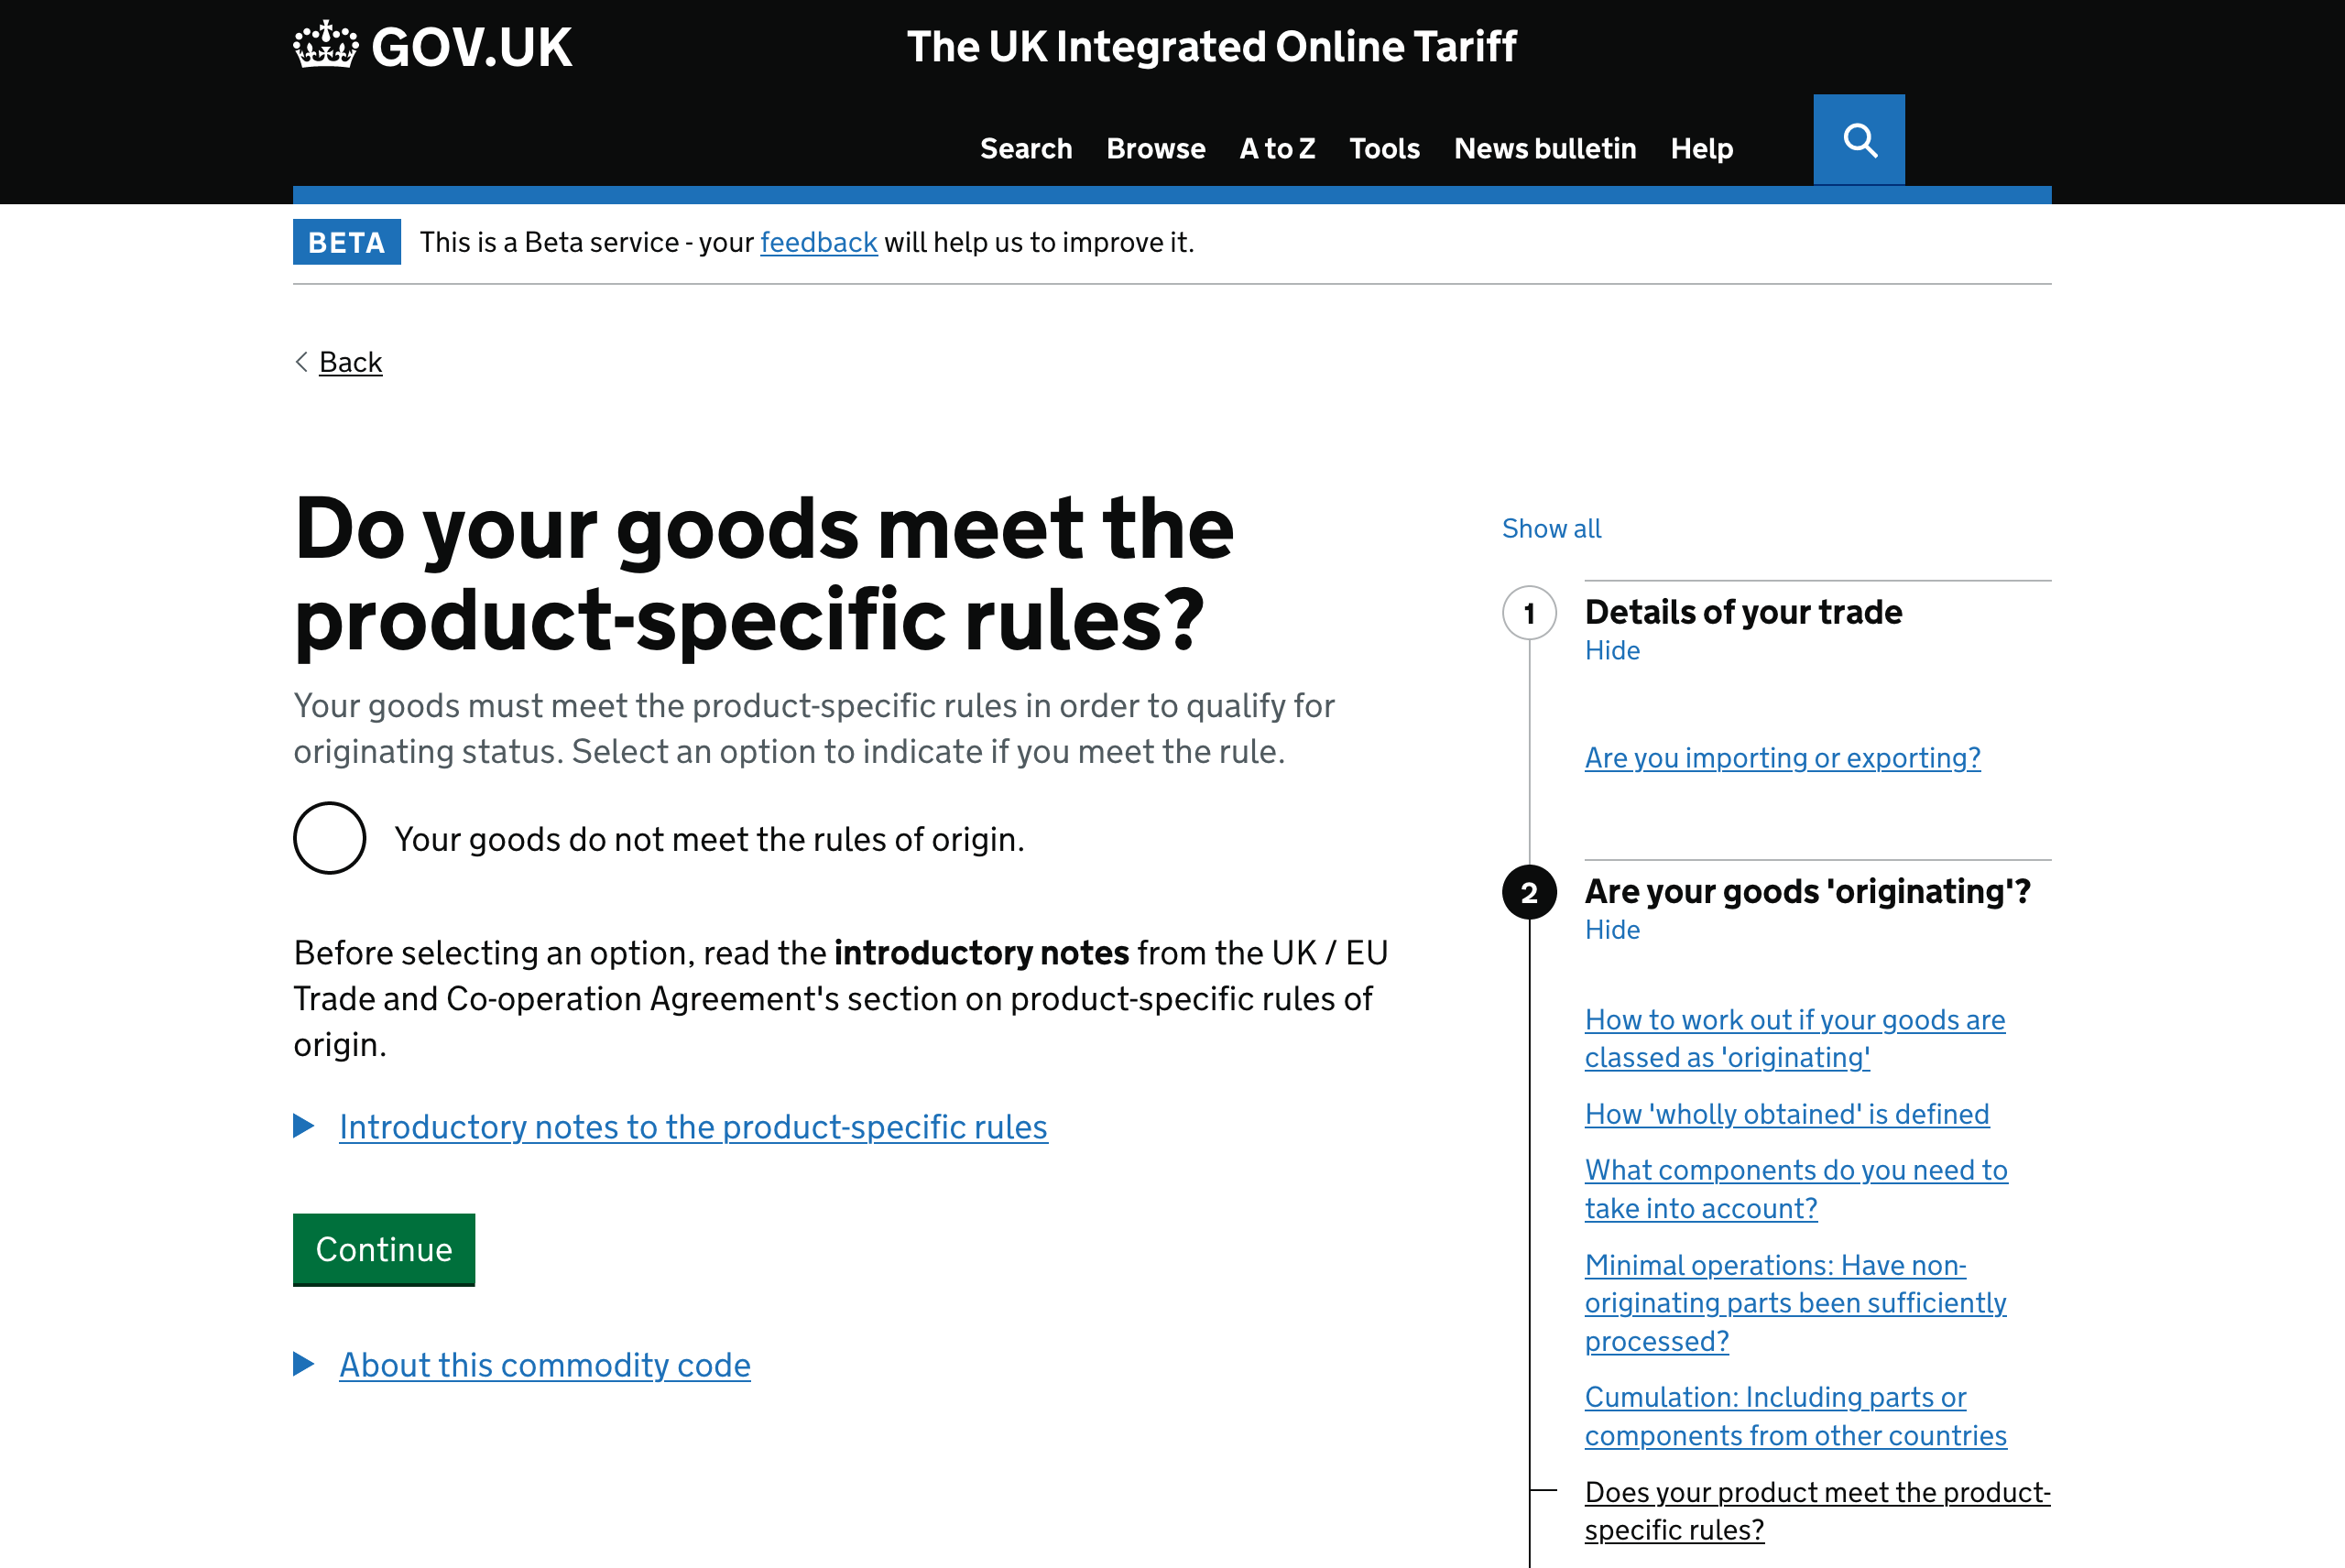 GOV.UK
The UK Integrated Online Tariff
Search Browse A to Z Tools News bulletin Help
BETA This is a Beta service - your feedback will help us to improve it.
Back
Do your goods meet the
product-specific rules?
Your goods must meet the product-specific rules in order to qualify for
originating status. Select an option to indicate if you meet the rule.
Your goods do not meet the rules of origin.
Before selecting an option, read the introductory notes from the UK / EU
Trade and Co-operation Agreement's section on product-specific rules of
origin.
Introductory notes to the product-specific rules
Continue
About this commodity code
Show all
1 Details of your trade
Hide
Are you importing or exporting?
2 Are your goods 'originating'?
Hide
How to work out if your goods are
classed as 'originating'
How 'wholly obtained' is defined
What components do you need to
take into account?
Minimal operations: Have non-
originating parts been sufficiently
processed?
Cumulation: Including parts or
components from other countries
Does your product meet the product-
specific rules?